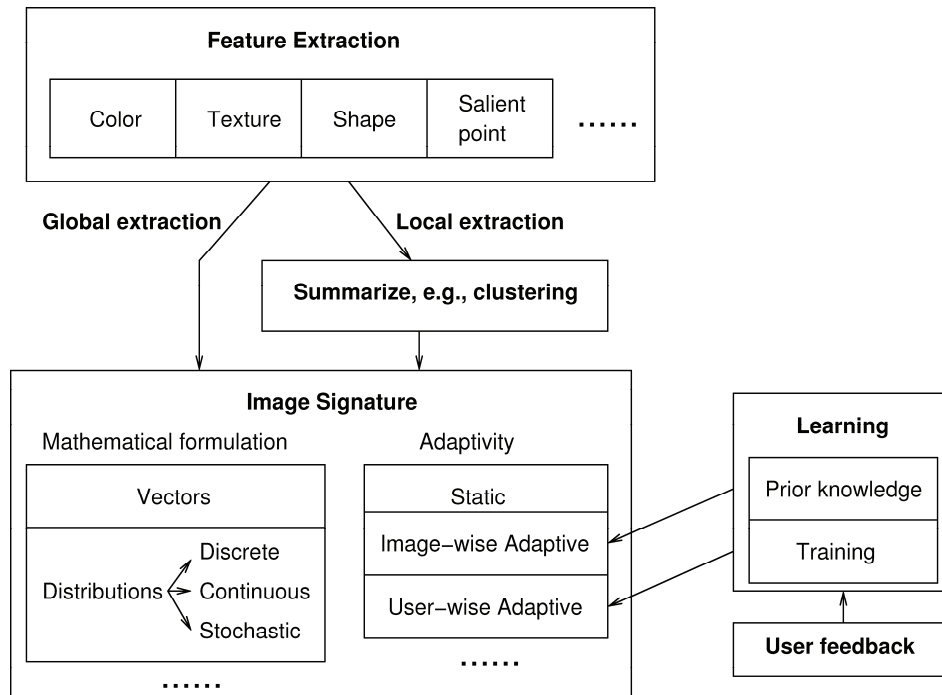 Feature Extraction
Color
Texture
Shape
Salient
point
......
Global extraction
Local extraction
Summarize, e.g., clustering
Image Signature
Mathematical formulation
Vectors
Distributions
Discrete
Continuous
Stochastic
......
Adaptivity
Static
Image-wise Adaptive
User-wise Adaptive
......
Learning
Prior knowledge
Training
User feedback